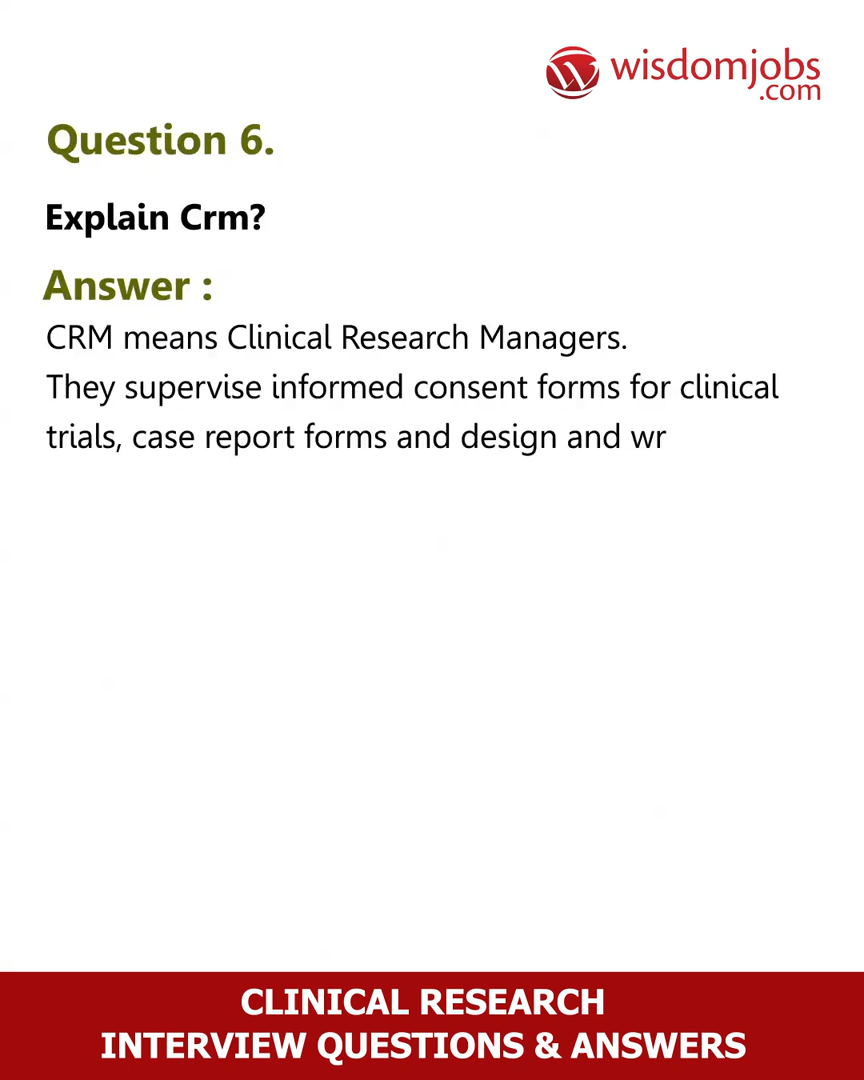 wisdomjobs
.com
Question 6.
Explain Crm?
Answer :
CRM means Clinical Research Managers.
They supervise informed consent forms for clinical
trials, case report forms and design and wr
CLINICAL RESEARCH
INTERVIEW QUESTIONS & ANSWERS